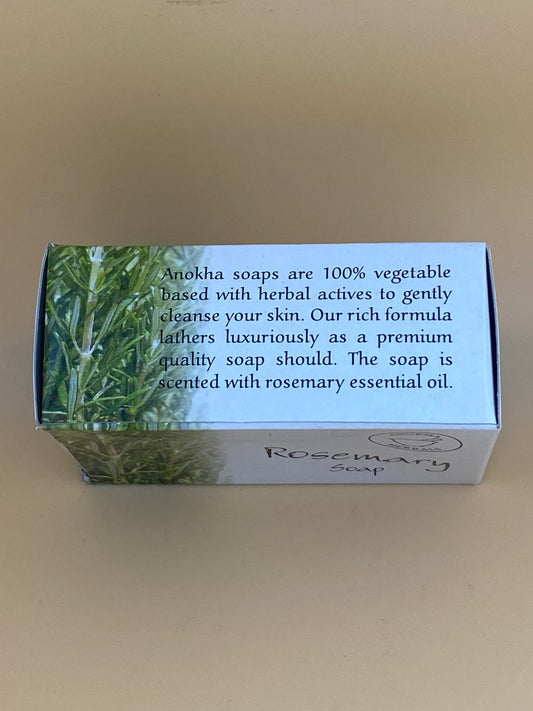 Anokha soaps are 100% vegetable
based with herbal actives to gently
cleanse your skin. Our rich formula
lathers luxuriously as a premium
quality soap should. The soap is
scented with rosemary essential oil.
Rosemary
Soap